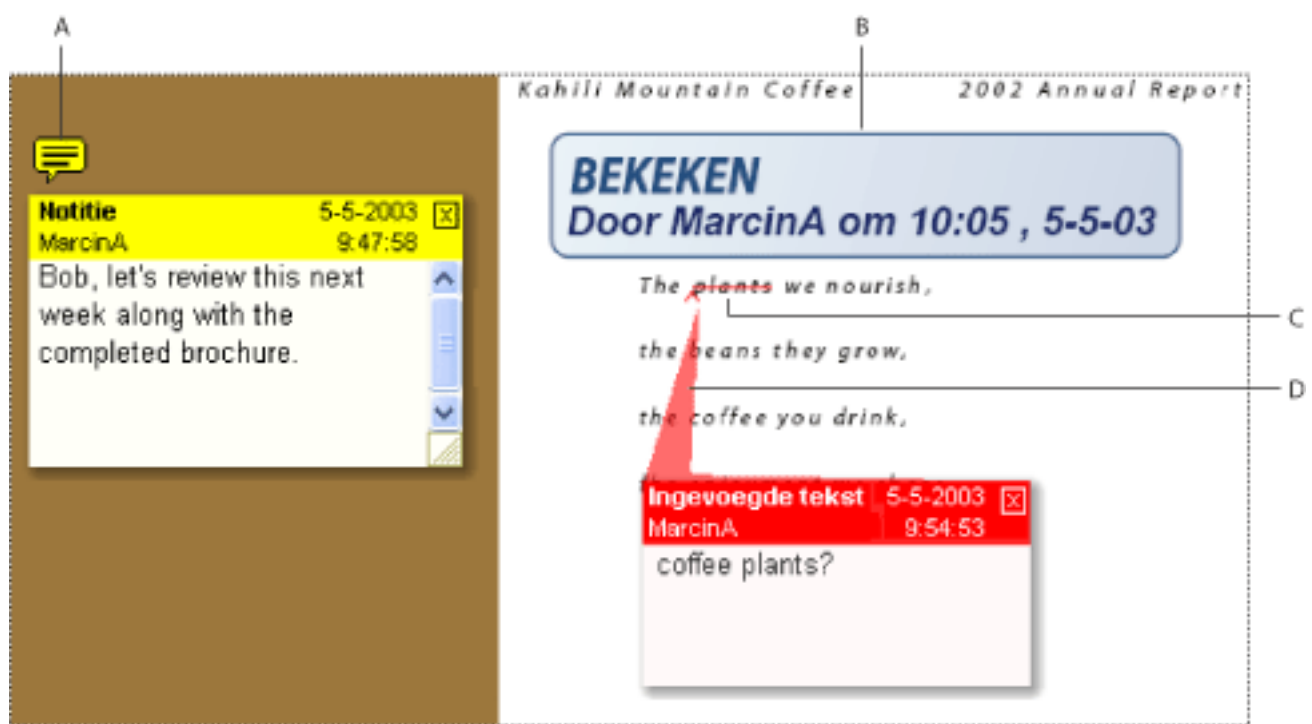 A
B
Kahili Mountain Coffee 2002 Annual Report
BEKEKEN
Door MarcinA om 10:05 , 5-5-03
Notitie 5-5-2003
MarcinA 9:47:58
Bob, let's review this next
week along with the
completed brochure.
The plants we nourish,
C
the beans they grow,
D
the coffee you drink,
Ingevoegde tekst 5-5-2003
MarcinA 9:54:53
coffee plants?